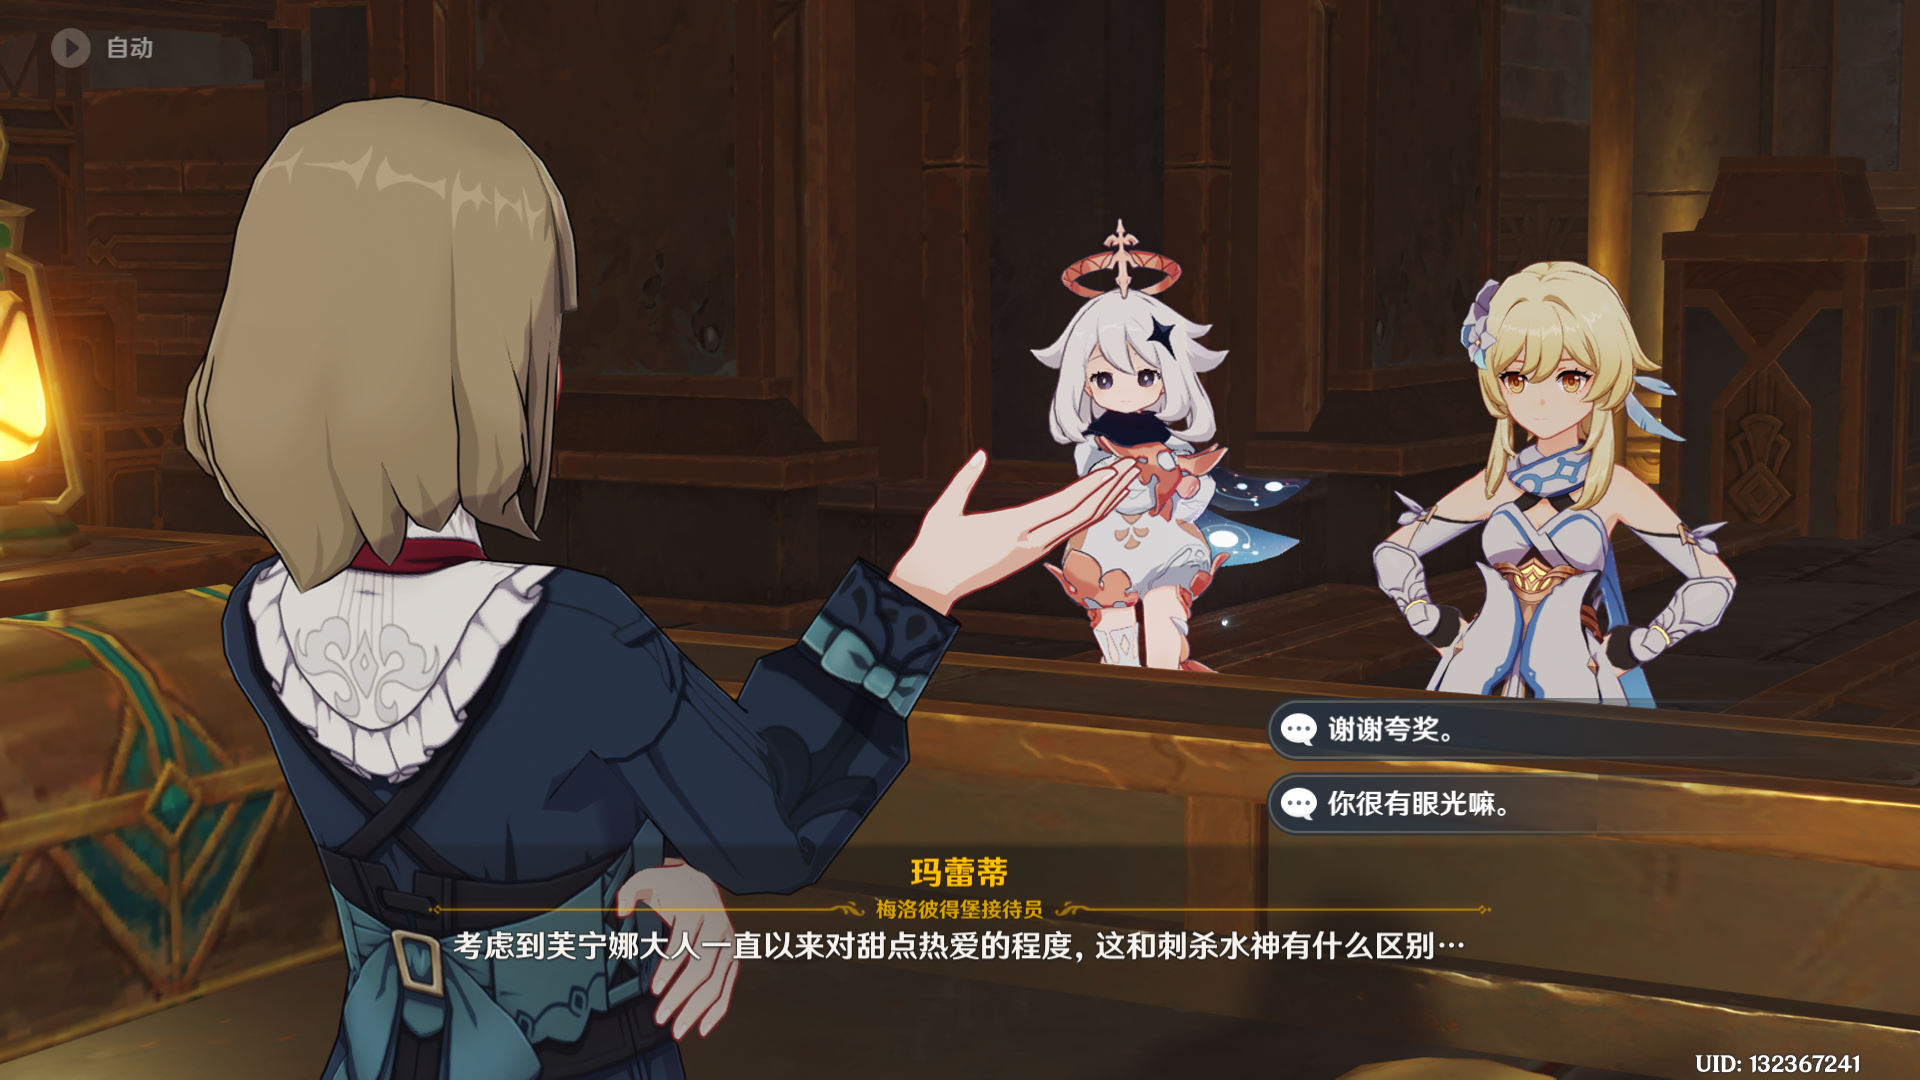 自动
谢谢夸奖。
你很有眼光嘛。
玛蕾蒂
梅洛彼得堡接待员
考虑到芙宁娜大人一直以来对甜点热爱的程度，这和刺杀水神有什么区别…
UID: 132367241